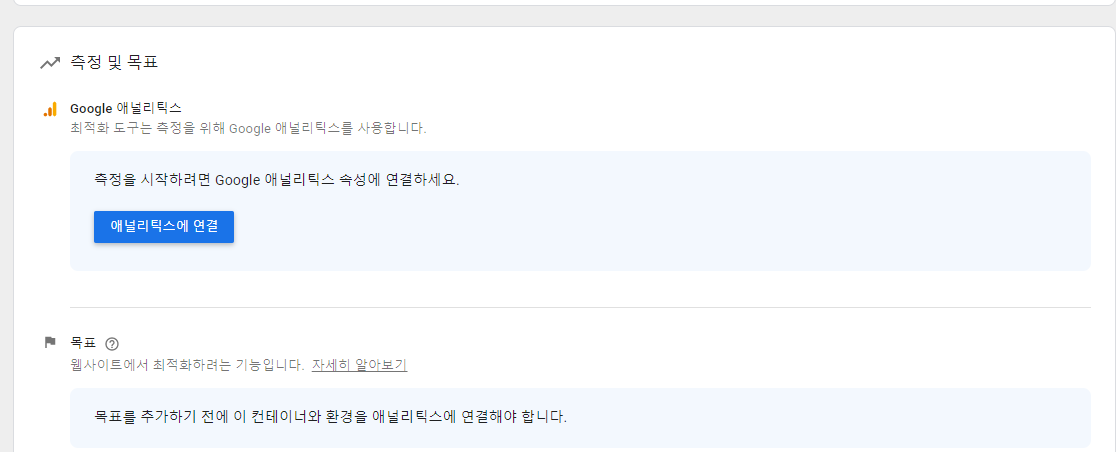 측정 및 목표
Google 애널리틱스
최적화 도구는 측정을 위해 Google 애널리틱스를 사용합니다.
측정을 시작하려면 Google 애널리틱스 속성에 연결하세요.
애널리틱스에 연결
목표
웹사이트에서 최적화하려는 기능입니다. 자세히 알아보기
목표를 추가하기 전에 이 컨테이너와 환경을 애널리틱스에 연결해야 합니다.